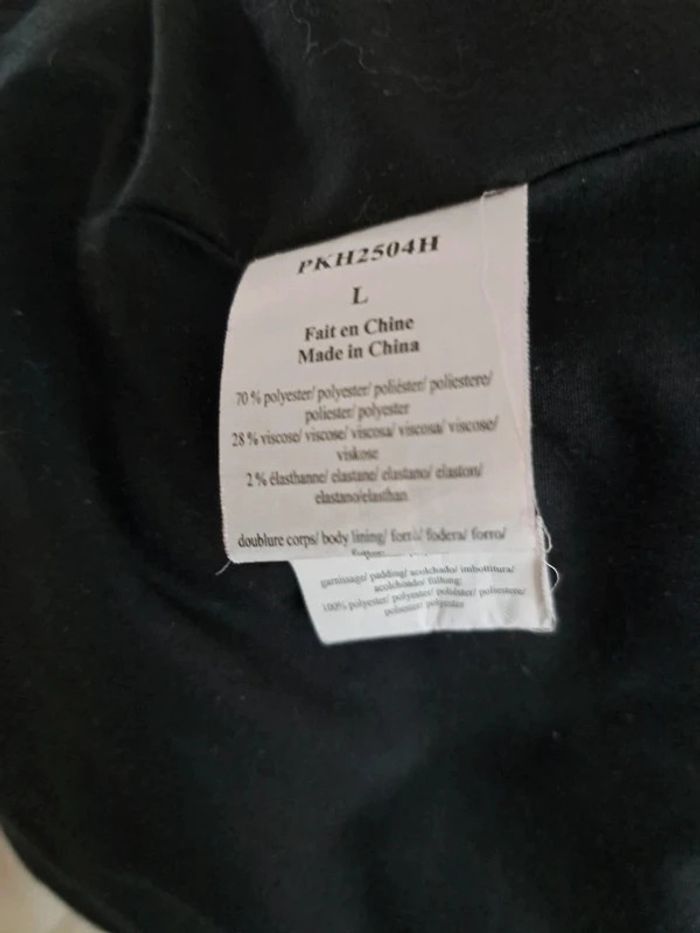 PKH2504H
L
Fait en Chine
Made in China
70 % polyester/ polyester/ poliéster/ poliestere/
poliester/ polyester
28 % viscose/ viscose/ viscosa/ viscosa/ viscose/
viskose
2 % élasthanne/ elastane/ elastano/ elaston/
elastano/elasthan
doublure corps/ body lining/ forro/ fodera/ forro/
garnissage/ padding/ acolchado/ imbottitura/
acolchoado/ füllung:
100% polyester/ polyester/ poliéster/ poliestere/
poliester/ polyester